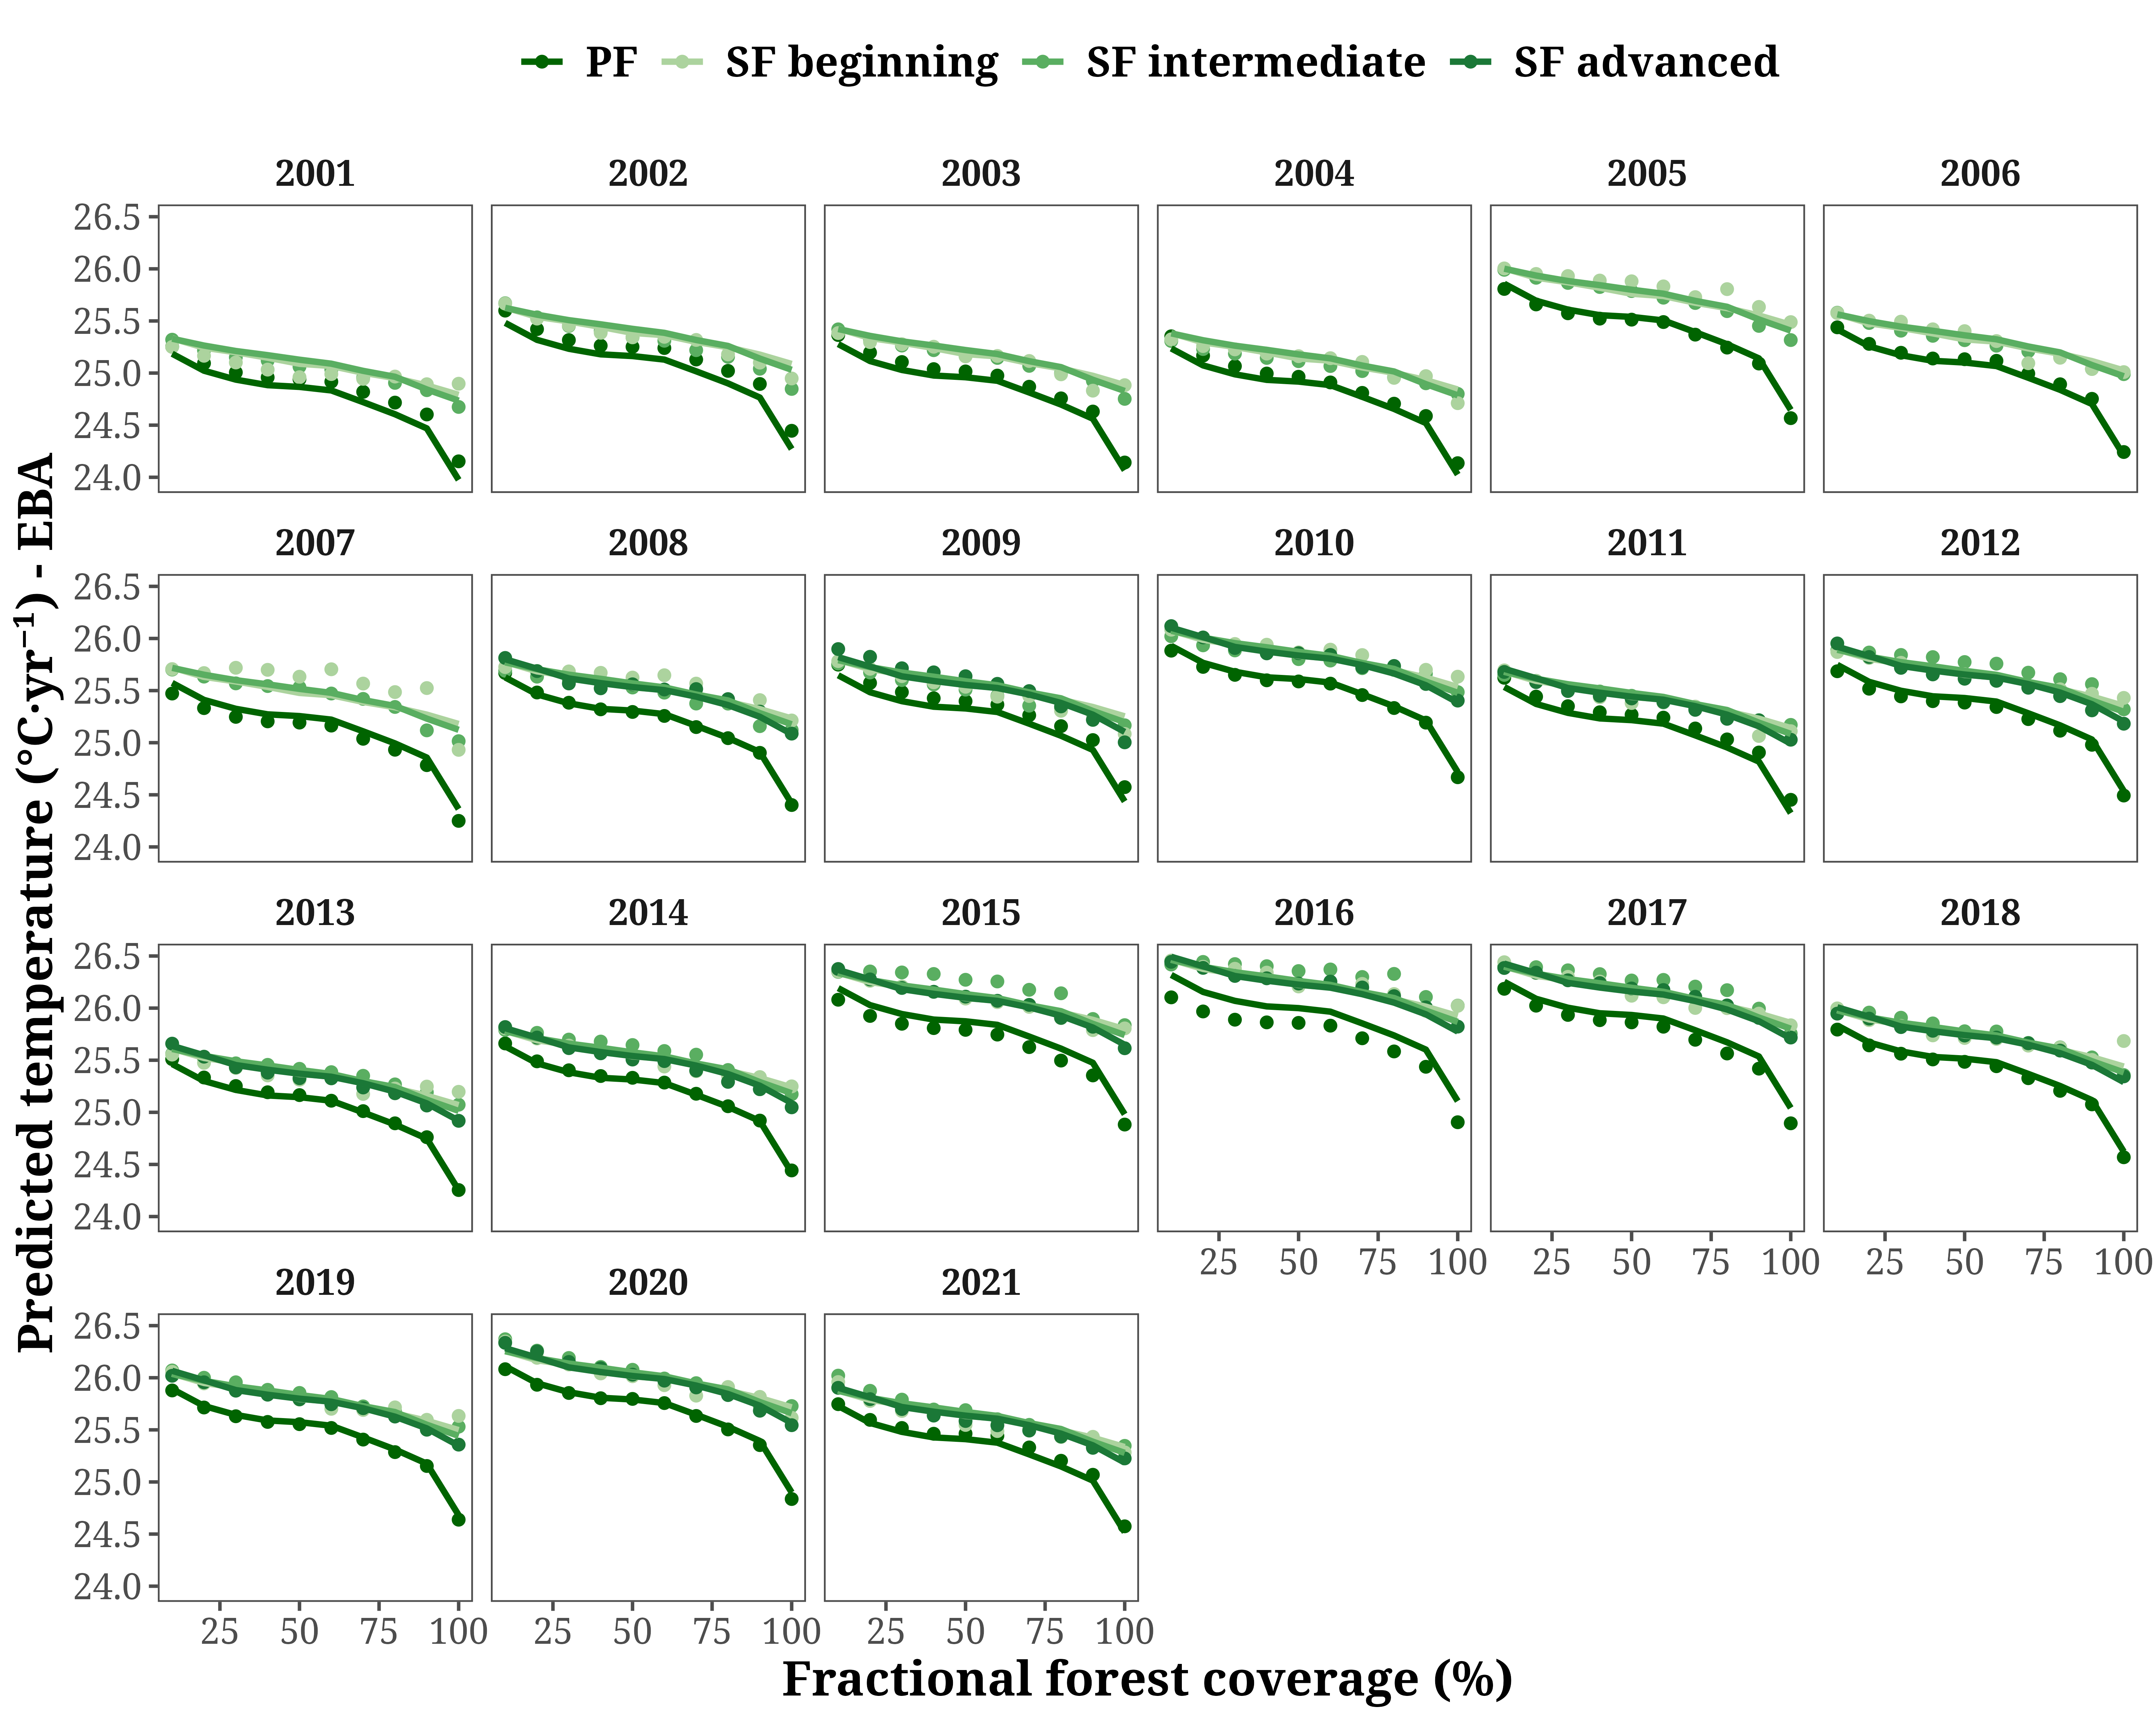 PF SF beginning SF intermediate SF advanced
2001 2002 2003 2004 2005 2006
26.5
26.0
25.5
25.0
24.5
24.0
2007 2008 2009 2010 2011 2012
26.5
26.0
25.5
25.0
24.5
24.0
2013 2014 2015 2016 2017 2018
26.5
26.0
25.5
25.0
24.5
24.0
25 50 75 100 25 50 75 100 25 50 75 100
2019 2020 2021
26.5
26.0
25.5
25.0
24.5
24.0
25 50 75 100 25 50 75 100 25 50 75 100
Fractional forest coverage (%)
Predicted temperature (°C·yr⁻¹) - EBA